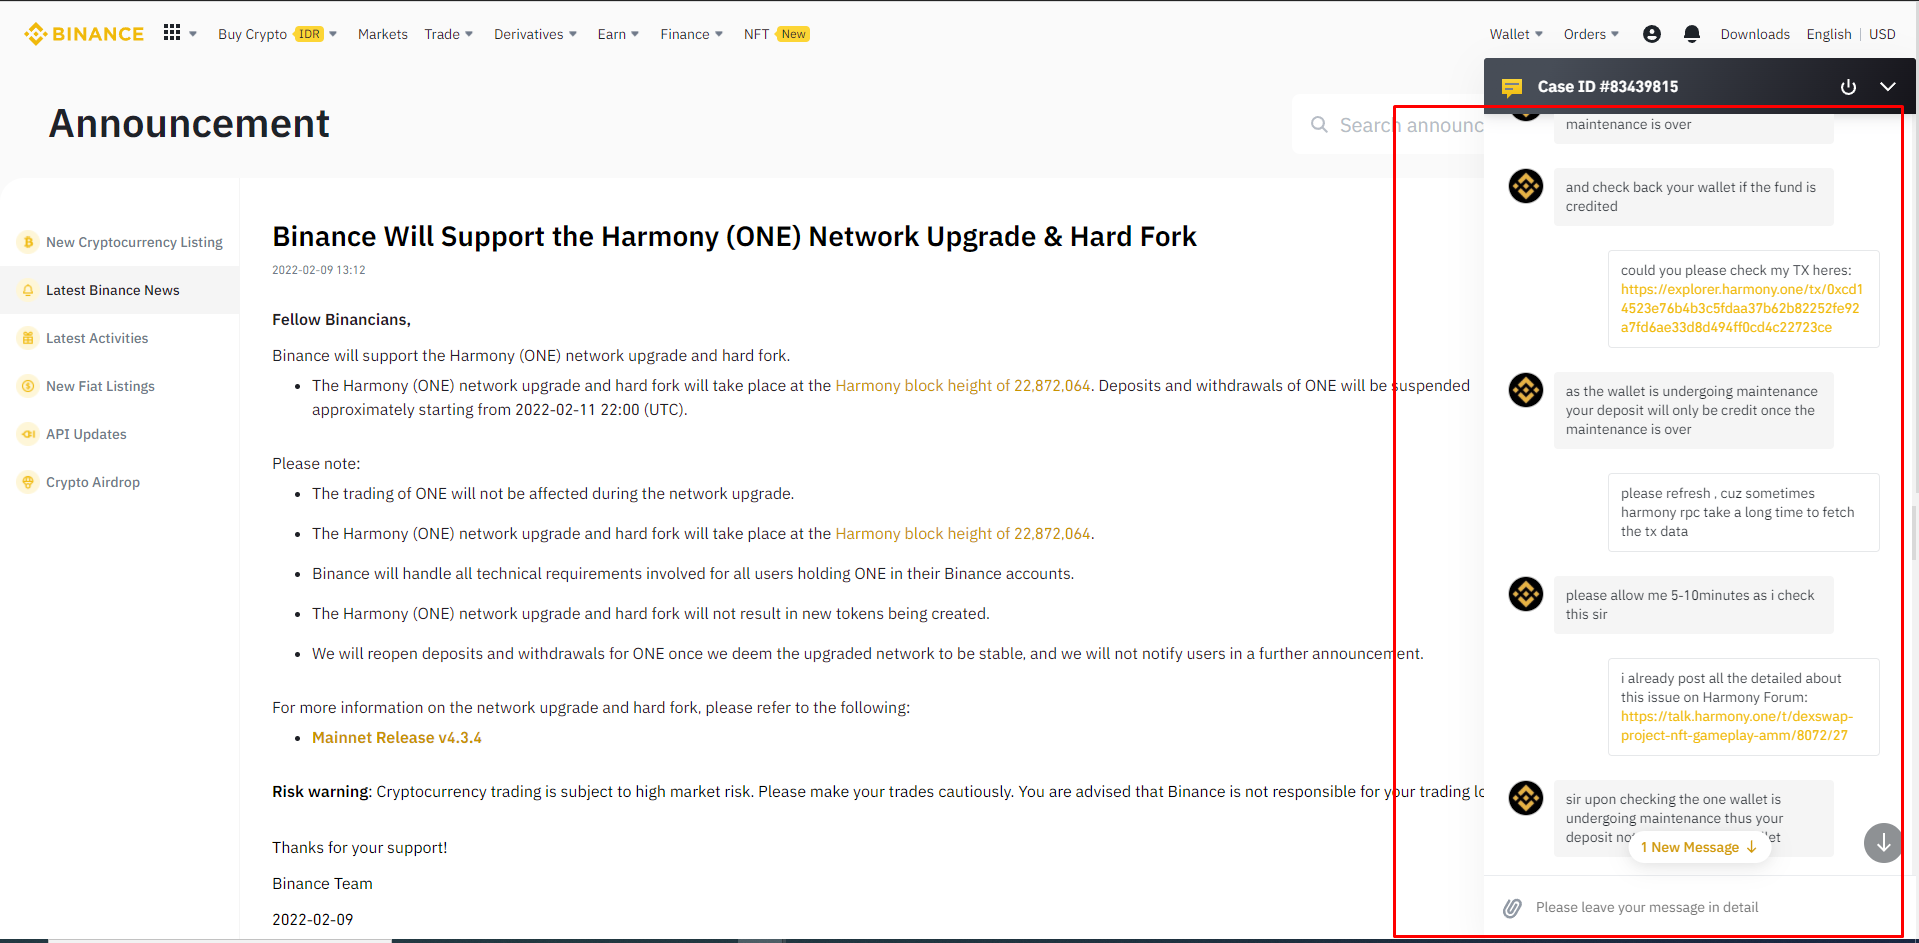 BINANCE
Buy Crypto IDR
Markets
Trade
Derivatives
Earn
Finance
NFT New
Wallet
Orders
Downloads
English | USD
Announcement
Search announc
New Cryptocurrency Listing
Latest Binance News
Latest Activities
New Fiat Listings
API Updates
Crypto Airdrop
Binance Will Support the Harmony (ONE) Network Upgrade & Hard Fork
2022-02-09 13:12
Fellow Binancians,
Binance will support the Harmony (ONE) network upgrade and hard fork.
• The Harmony (ONE) network upgrade and hard fork will take place at the Harmony block height of 22,872,064. Deposits and withdrawals of ONE will be suspended
approximately starting from 2022-02-11 22:00 (UTC).
Please note:
• The trading of ONE will not be affected during the network upgrade.
• The Harmony (ONE) network upgrade and hard fork will take place at the Harmony block height of 22,872,064.
• Binance will handle all technical requirements involved for all users holding ONE in their Binance accounts.
• The Harmony (ONE) network upgrade and hard fork will not result in new tokens being created.
• We will reopen deposits and withdrawals for ONE once we deem the upgraded network to be stable, and we will not notify users in a further announcement.
For more information on the network upgrade and hard fork, please refer to the following:
• Mainnet Release v4.3.4
Risk warning: Cryptocurrency trading is subject to high market risk. Please make your trades cautiously. You are advised that Binance is not responsible for your trading lo
Thanks for your support!
Binance Team
2022-02-09
Case ID #83439815
maintenance is over
and check back your wallet if the fund is
credited
could you please check my TX heres:
https://explorer.harmony.one/tx/0xcd1
4523e76b4b3c5fdaa37b62b82252fe92
a7fd6ae33d8d494ff0cd4c22723ce
as the wallet is undergoing maintenance
your deposit will only be credit once the
maintenance is over
please refresh , cuz sometimes
harmony rpc take a long time to fetch
the tx data
please allow me 5-10minutes as i check
this sir
i already post all the detailed about
this issue on Harmony Forum:
https://talk.harmony.one/t/dexswap-
project-nft-gameplay-amm/8072/27
sir upon checking the one wallet is
undergoing maintenance thus your
deposit no
1 New Message
Please leave your message in detail